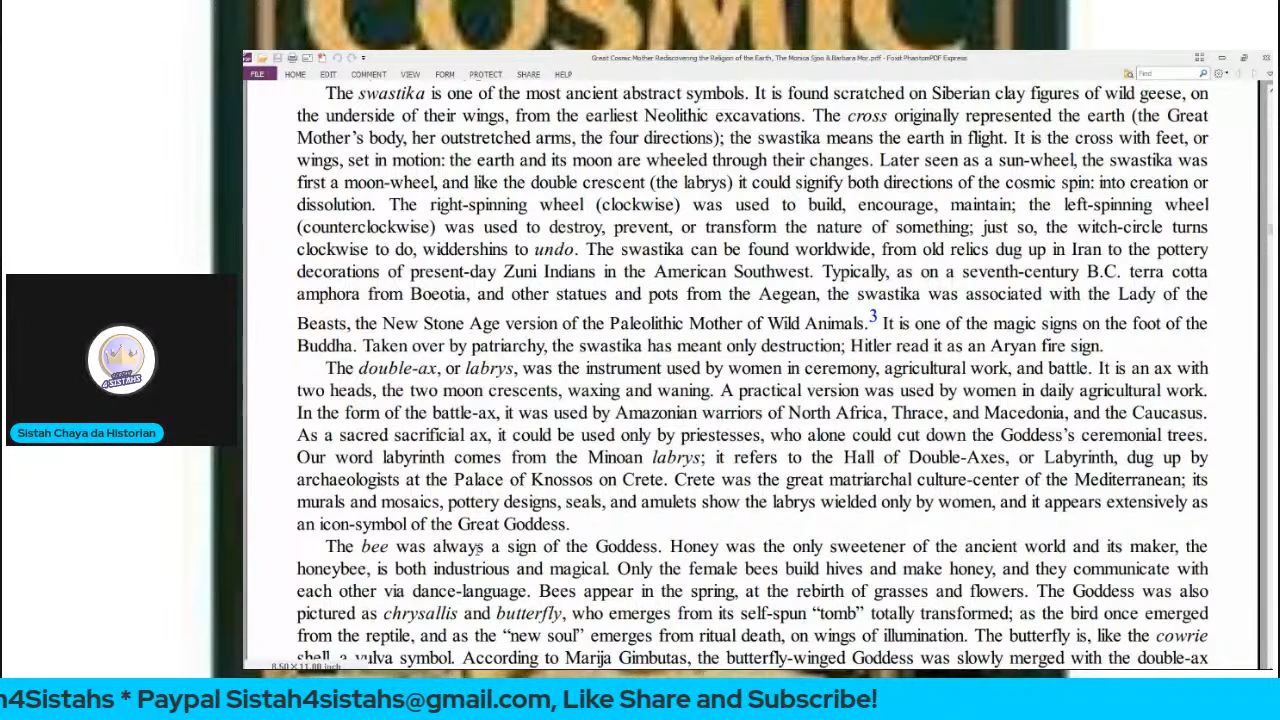 COSMIC
Great Cosmic Mother Rediscovering the Religion of the Earth, The Monica Sjoo & Barbara Mor.pdf - Foxit PhantomPDF Express
FILE HOME EDIT COMMENT VIEW FORM PROTECT SHARE HELP Find
The swastika is one of the most ancient abstract symbols. It is found scratched on Siberian clay figures of wild geese, on
the underside of their wings, from the earliest Neolithic excavations. The cross originally represented the earth (the Great
Mother’s body, her outstretched arms, the four directions); the swastika means the earth in flight. It is the cross with feet, or
wings, set in motion: the earth and its moon are wheeled through their changes. Later seen as a sun-wheel, the swastika was
first a moon-wheel, and like the double crescent (the labrys) it could signify both directions of the cosmic spin: into creation or
dissolution. The right-spinning wheel (clockwise) was used to build, encourage, maintain; the left-spinning wheel
(counterclockwise) was used to destroy, prevent, or transform the nature of something; just so, the witch-circle turns
clockwise to do, widdershins to undo. The swastika can be found worldwide, from old relics dug up in Iran to the pottery
decorations of present-day Zuni Indians in the American Southwest. Typically, as on a seventh-century B.C. terra cotta
amphora from Boeotia, and other statues and pots from the Aegean, the swastika was associated with the Lady of the
Beasts, the New Stone Age version of the Paleolithic Mother of Wild Animals.3 It is one of the magic signs on the foot of the
Buddha. Taken over by patriarchy, the swastika has meant only destruction; Hitler read it as an Aryan fire sign.
The double-ax, or labrys, was the instrument used by women in ceremony, agricultural work, and battle. It is an ax with
two heads, the two moon crescents, waxing and waning. A practical version was used by women in daily agricultural work.
In the form of the battle-ax, it was used by Amazonian warriors of North Africa, Thrace, and Macedonia, and the Caucasus.
As a sacred sacrificial ax, it could be used only by priestesses, who alone could cut down the Goddess’s ceremonial trees.
Our word labyrinth comes from the Minoan labrys; it refers to the Hall of Double-Axes, or Labyrinth, dug up by
archaeologists at the Palace of Knossos on Crete. Crete was the great matriarchal culture-center of the Mediterranean; its
murals and mosaics, pottery designs, seals, and amulets show the labrys wielded only by women, and it appears extensively as
an icon-symbol of the Great Goddess.
The bee was always a sign of the Goddess. Honey was the only sweetener of the ancient world and its maker, the
honeybee, is both industrious and magical. Only the female bees build hives and make honey, and they communicate with
each other via dance-language. Bees appear in the spring, at the rebirth of grasses and flowers. The Goddess was also
pictured as chrysallis and butterfly, who emerges from its self-spun “tomb” totally transformed; as the bird once emerged
from the reptile, and as the “new soul” emerges from ritual death, on wings of illumination. The butterfly is, like the cowrie
shell, a vulva symbol. According to Marija Gimbutas, the butterfly-winged Goddess was slowly merged with the double-ax
8.50 × 11.00 inch
4 SISTAHS
Sistah Chaya da Historian
h4Sistahs * Paypal Sistah4sistahs@gmail.com, Like Share and Subscribe!